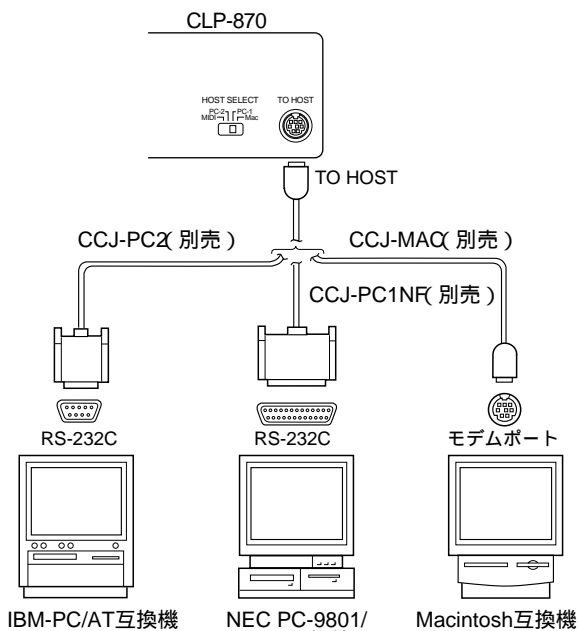 CLP-870
HOST SELECT
TO HOST
PC-2 PC-1
MIDI Mac
TO HOST
CCJ-PC2(別売)
CCJ-MAC(別売)
CCJ-PC1NF(別売)
RS-232C
RS-232C
モデムポート
IBM-PC/AT互換機
NEC PC-9801/
Macintosh互換機